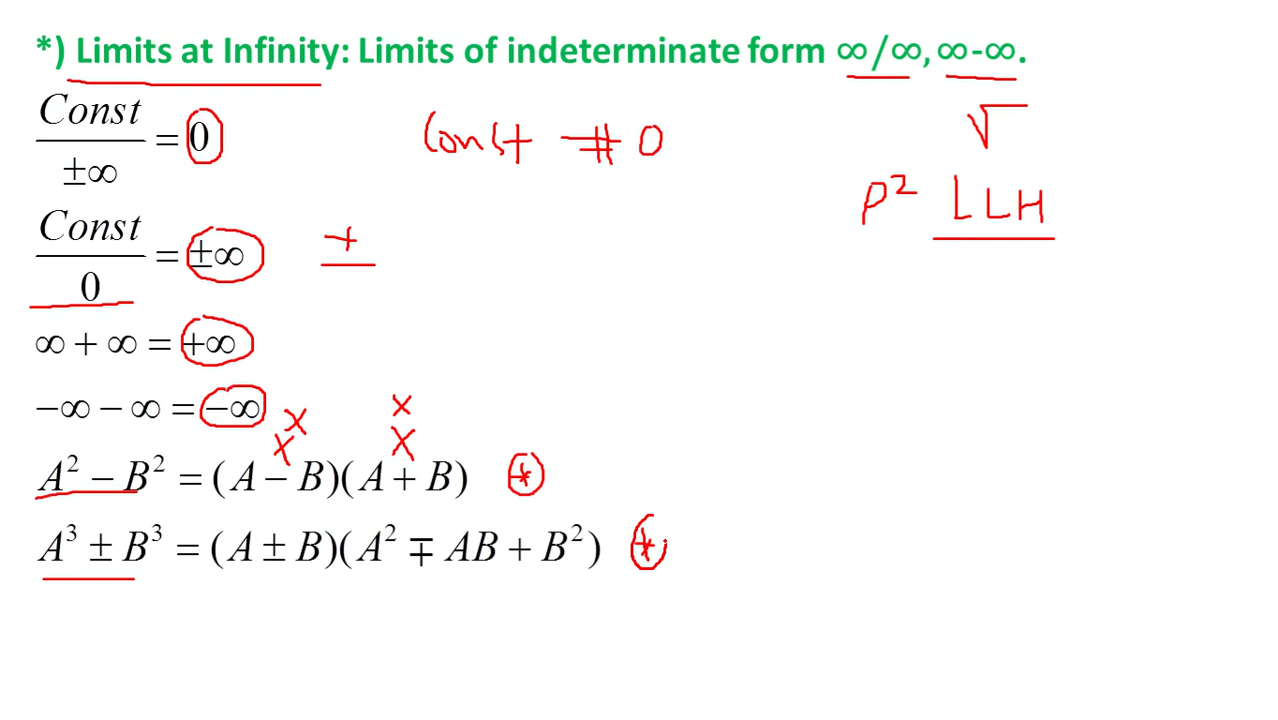 *) Limits at Infinity: Limits of indeterminate form ∞/∞, ∞-∞.
Const/±∞ = 0
Const ≠ 0
√
P² LLH
Const/0 = ±∞
+
∞ + ∞ = +∞
−∞ − ∞ = −∞
x x
x x
A² − B² = (A − B)(A + B) *
A³ ± B³ = (A ± B)(A² ∓ AB + B²) *